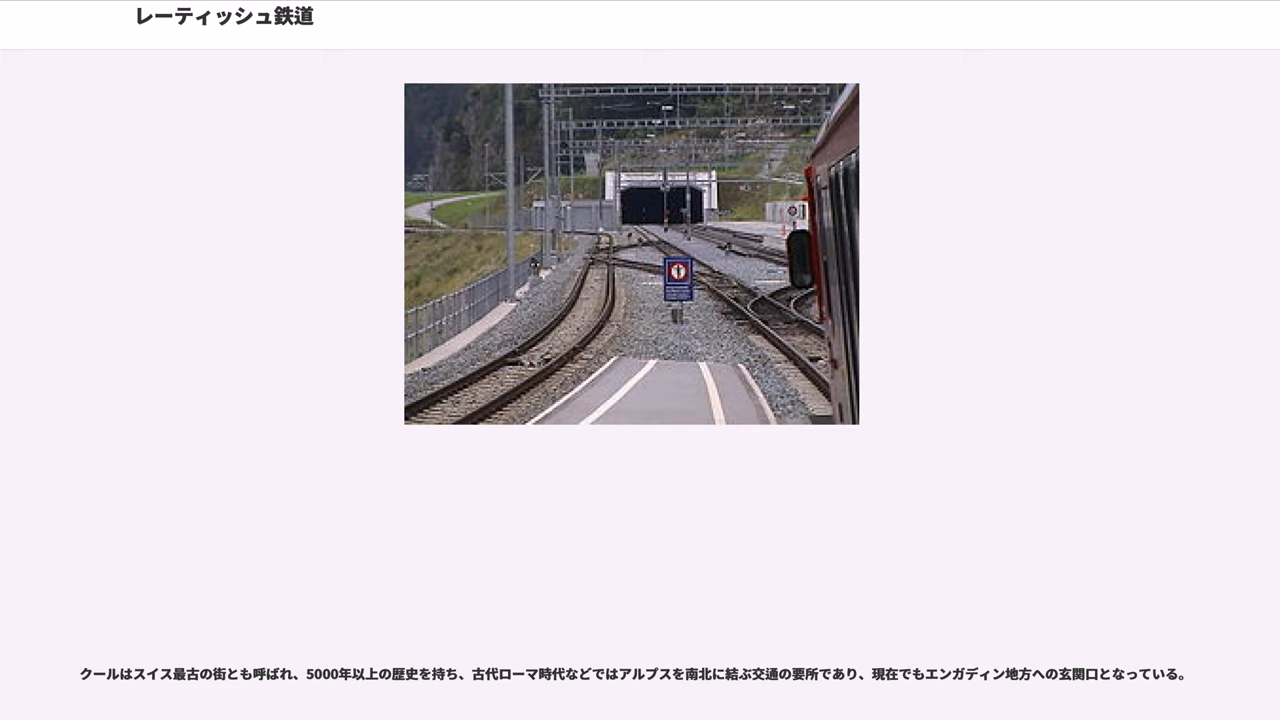 レーティッシュ鉄道
クールはスイス最古の街とも呼ばれ、5000年以上の歴史を持ち、古代ローマ時代などではアルプスを南北に結ぶ交通の要所であり、現在でもエンガディン地方への玄関口となっている。